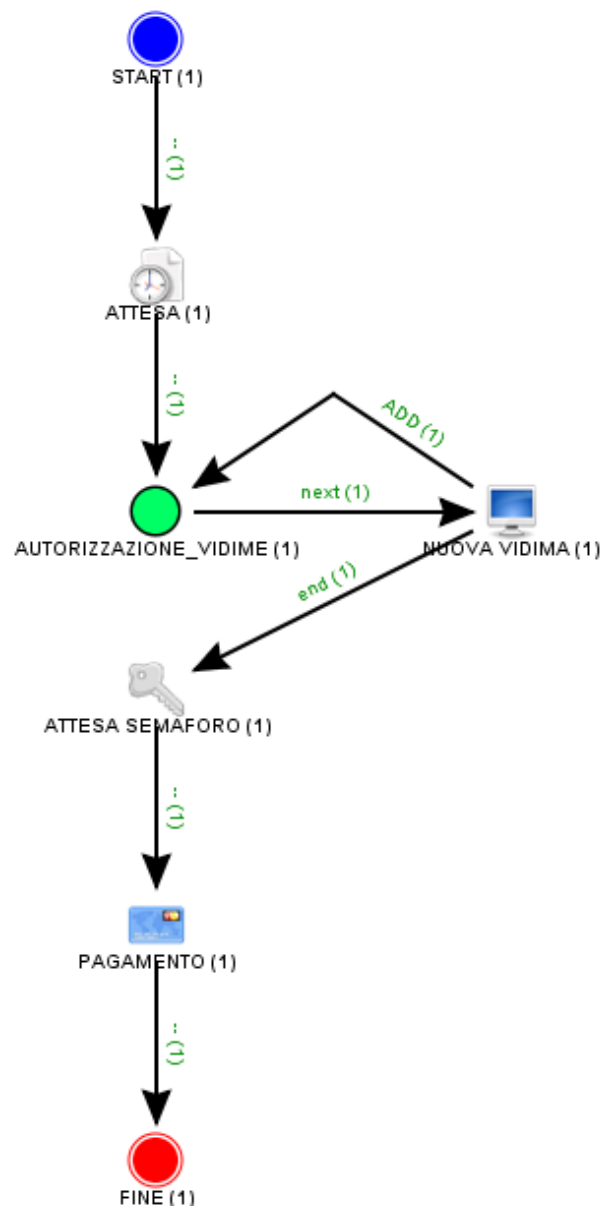 START (1)
-- (1)
ATTESA (1)
-- (1)
ADD (1)
next (1)
AUTORIZZAZIONE_VIDIME (1)
NUOVA VIDIMA (1)
end (1)
ATTESA SEMAFORO (1)
-- (1)
PAGAMENTO (1)
-- (1)
FINE (1)